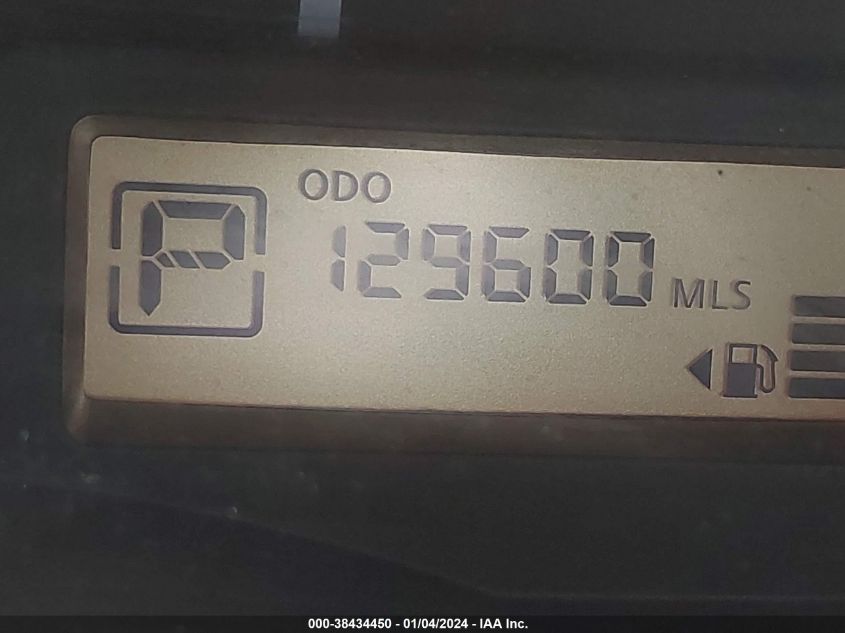 ODO
P
129600 MLS
000-38434450 - 01/04/2024 - IAA Inc.